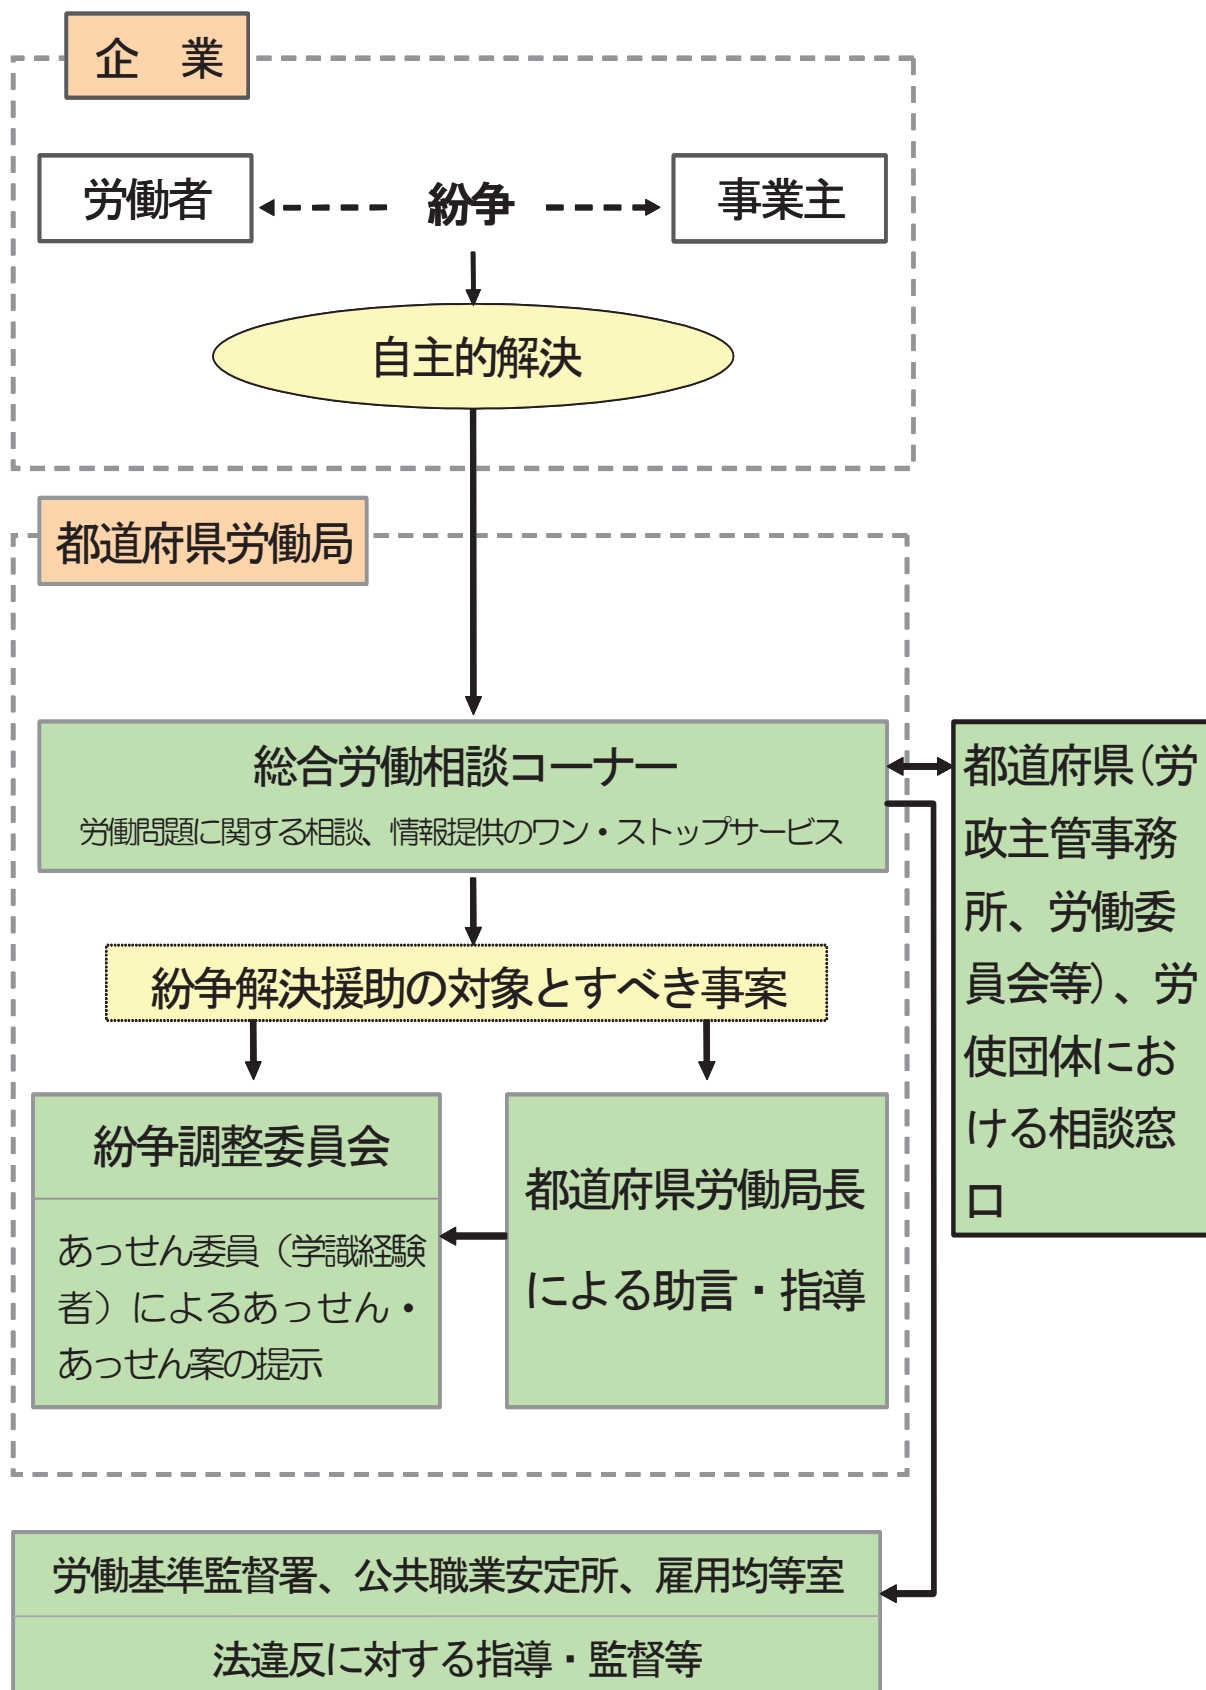 企　業
労働者
紛争
事業主
自主的解決
都道府県労働局
総合労働相談コーナー
労働問題に関する相談、情報提供のワン・ストップサービス
都道府県（労
政主管事務
所、労働委
員会等）、労
使団体にお
ける相談窓
口
紛争解決援助の対象とすべき事案
紛争調整委員会
あっせん委員（学識経験
者）によるあっせん・
あっせん案の提示
都道府県労働局長
による助言・指導
労働基準監督署、公共職業安定所、雇用均等室
法違反に対する指導・監督等